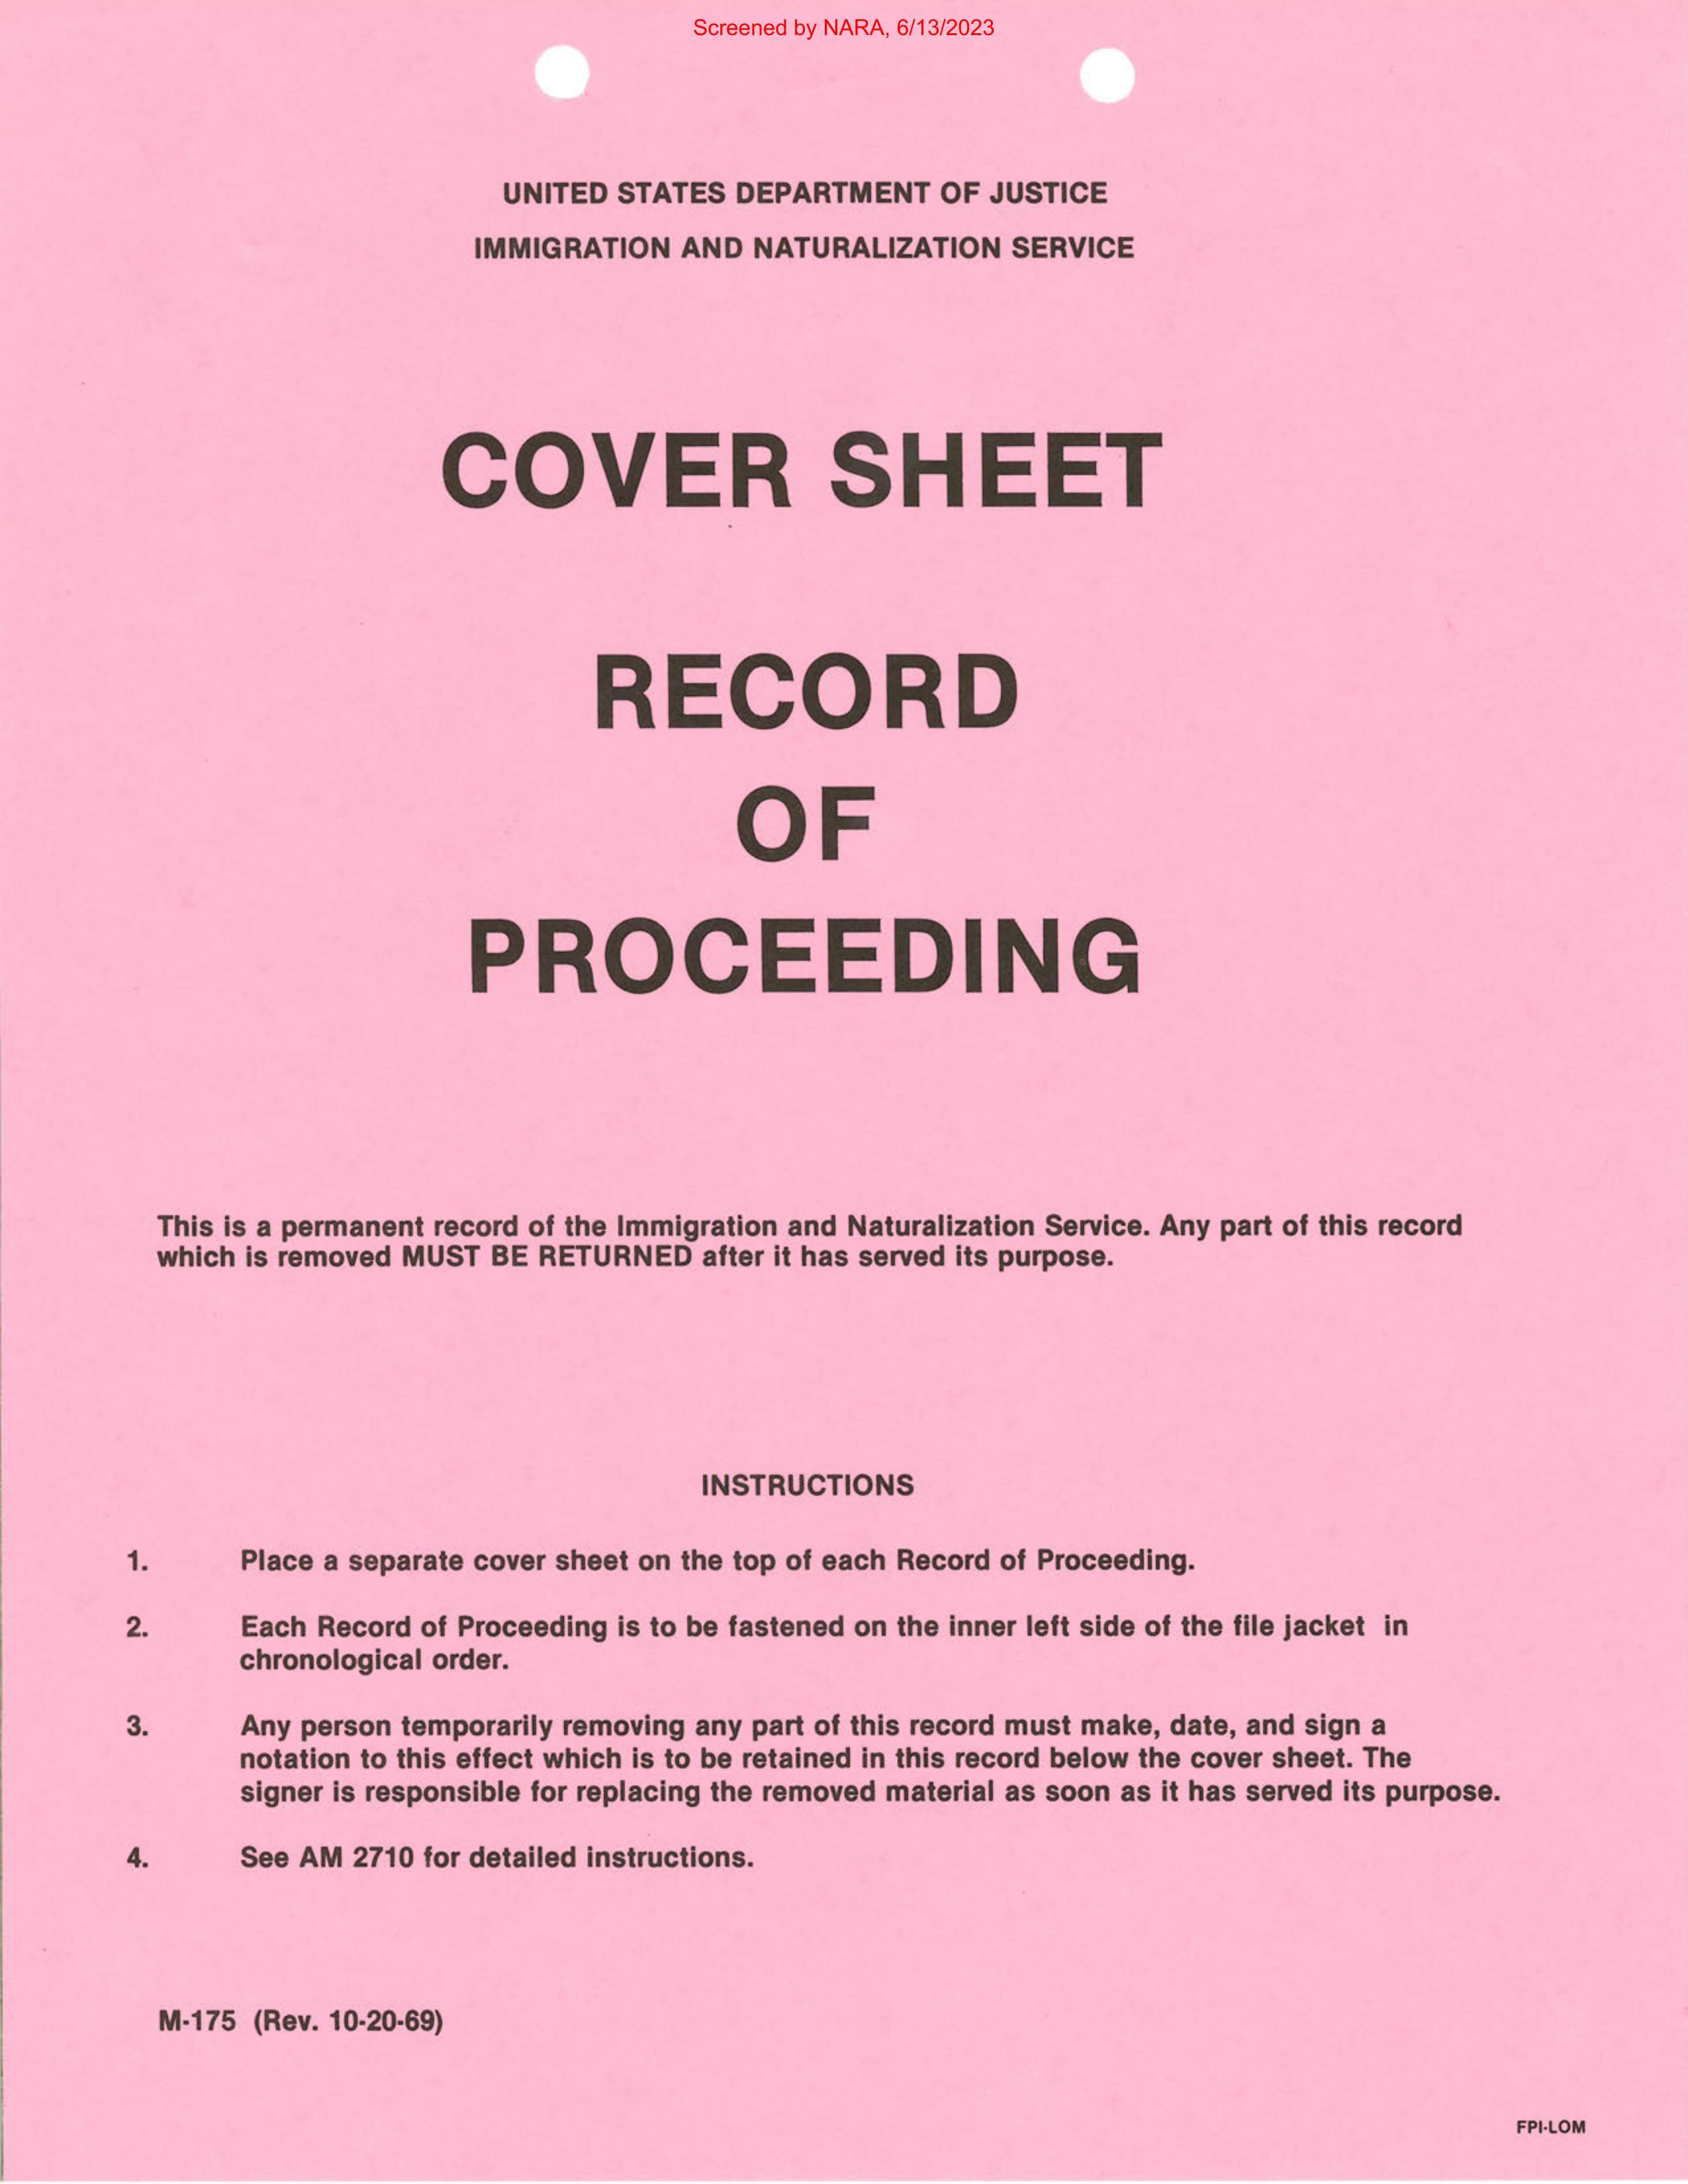 Screened by NARA, 6/13/2023
UNITED STATES DEPARTMENT OF JUSTICE
IMMIGRATION AND NATURALIZATION SERVICE
COVER SHEET
RECORD
OF
PROCEEDING
This is a permanent record of the Immigration and Naturalization Service. Any part of this record
which is removed MUST BE RETURNED after it has served its purpose.
INSTRUCTIONS
1. Place a separate cover sheet on the top of each Record of Proceeding.
2. Each Record of Proceeding is to be fastened on the inner left side of the file jacket in
chronological order.
3. Any person temporarily removing any part of this record must make, date, and sign a
notation to this effect which is to be retained in this record below the cover sheet. The
signer is responsible for replacing the removed material as soon as it has served its purpose.
4. See AM 2710 for detailed instructions.
M-175 (Rev. 10-20-69)
FPI-LOM